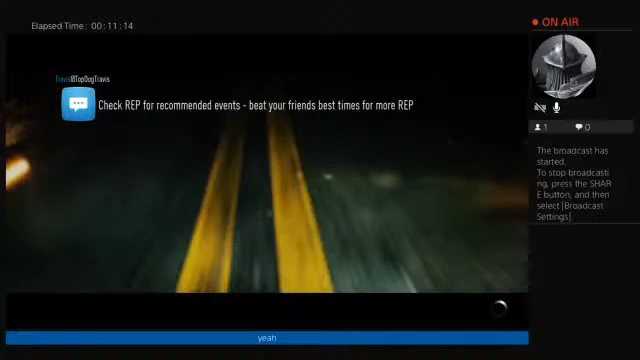 Elapsed Time : 00:11:14
ON AIR
Travis|@TopDogTravis
Check REP for recommended events - beat your friends best times for more REP
1
0
The broadcast has
started.
To stop broadcasti
ng, press the SHAR
E button, and then
select [Broadcast
Settings]
yeah